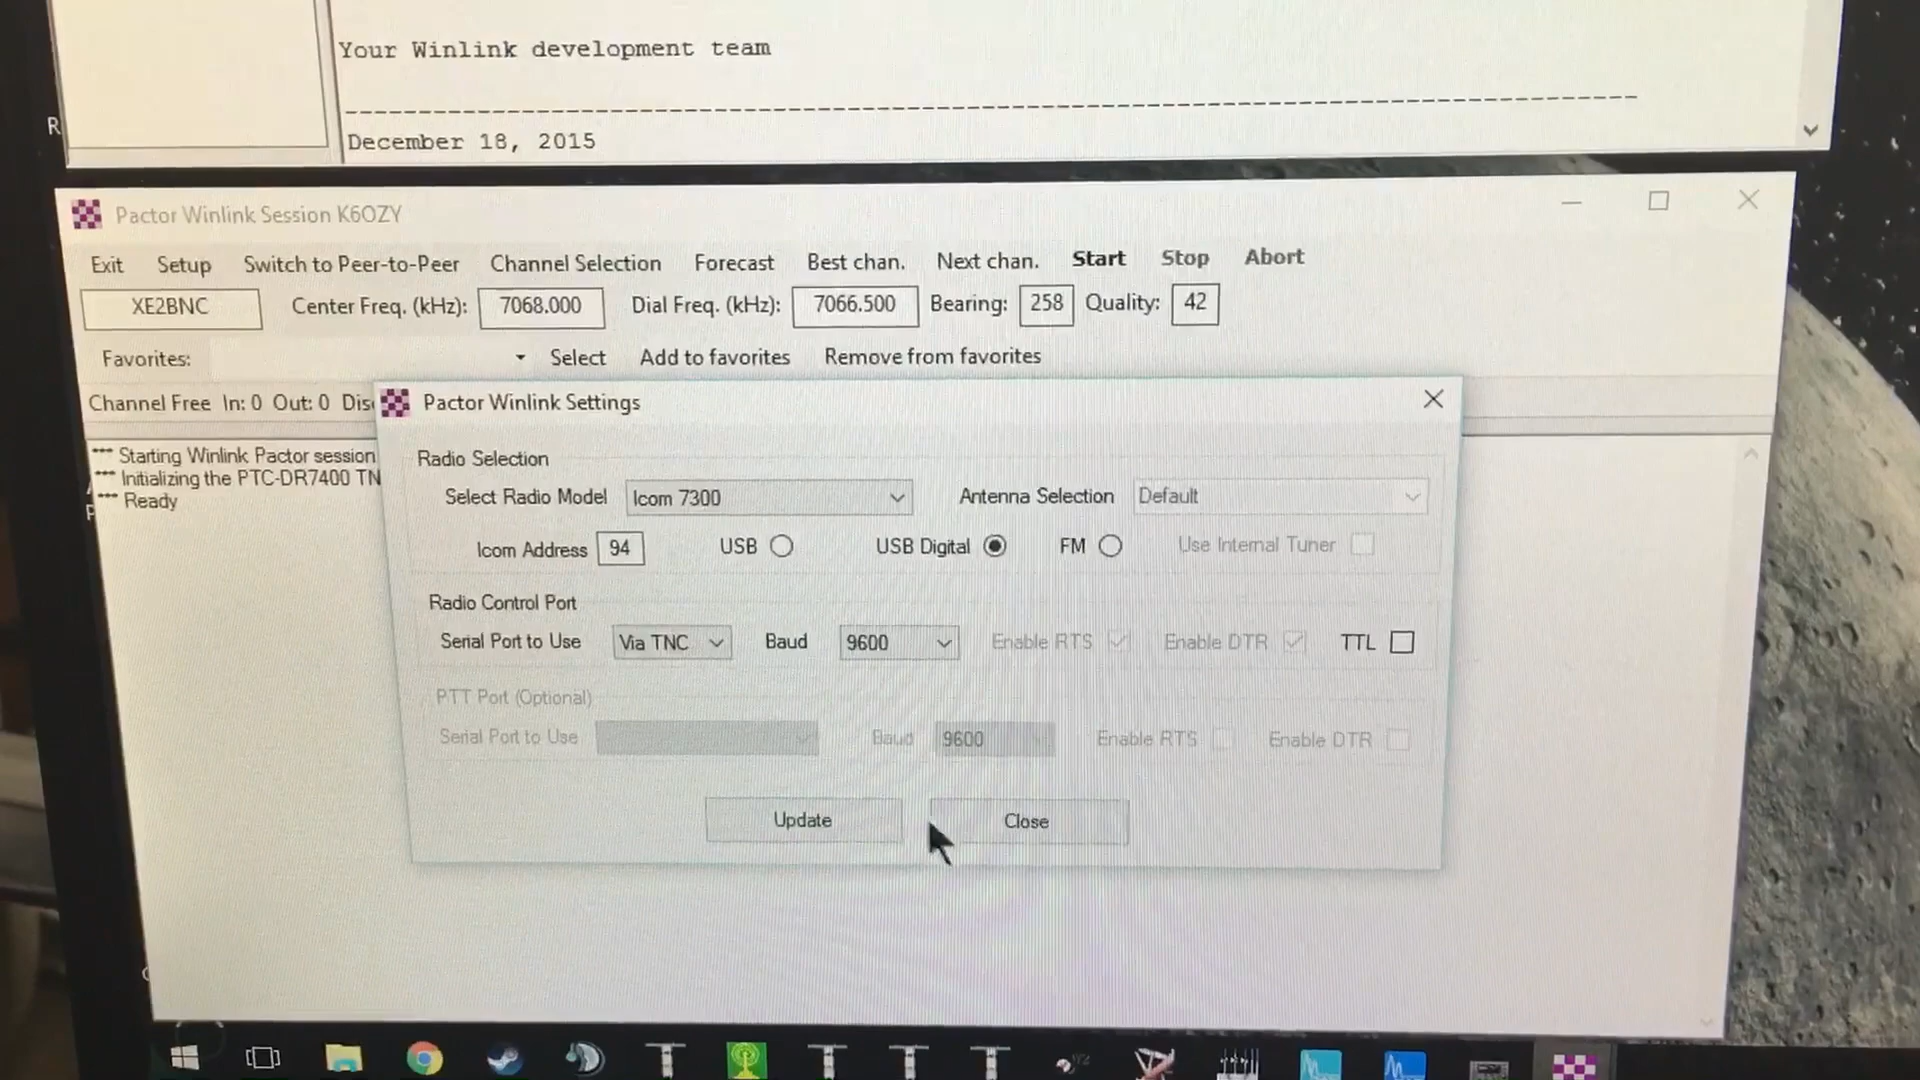 Your Winlink development team
December 18, 2015
R
Pactor Winlink Session K6OZY
Exit Setup Switch to Peer-to-Peer Channel Selection Forecast Best chan. Next chan. Start Stop Abort
XE2BNC Center Freq. (kHz): 7068.000 Dial Freq. (kHz): 7066.500 Bearing: 258 Quality: 42
Favorites: Select Add to favorites Remove from favorites
Channel Free In: 0 Out: 0
*** Starting Winlink Pactor session
*** Initializing the PTC-DR7400 TN
*** Ready
Pactor Winlink Settings
Radio Selection
Select Radio Model Icom 7300 Antenna Selection Default
Icom Address 94 USB USB Digital FM Use Internal Tuner
Radio Control Port
Serial Port to Use Via TNC Baud 9600 Enable RTS Enable DTR TTL
PTT Port (Optional)
Serial Port to Use Baud 9600 Enable RTS Enable DTR
Update Close